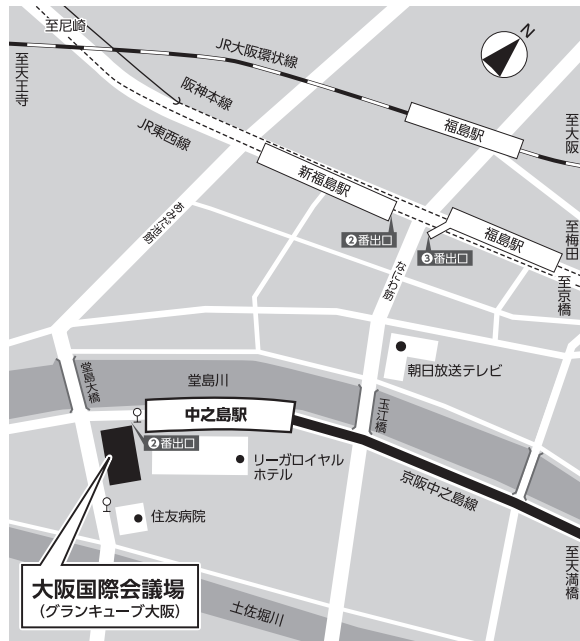 至尼崎
N
JR大阪環状線
至天王寺
阪神本線
JR東西線
福島駅
至大阪
新福島駅
あみだ池筋
❷番出口
福島駅
❸番出口
至梅田
至京橋
なにわ筋
朝日放送テレビ
堂島大橋
堂島川
玉江橋
中之島駅
❷番出口
リーガロイヤル
ホテル
京阪中之島線
住友病院
至天満橋
大阪国際会議場
(グランキューブ大阪)
土佐堀川